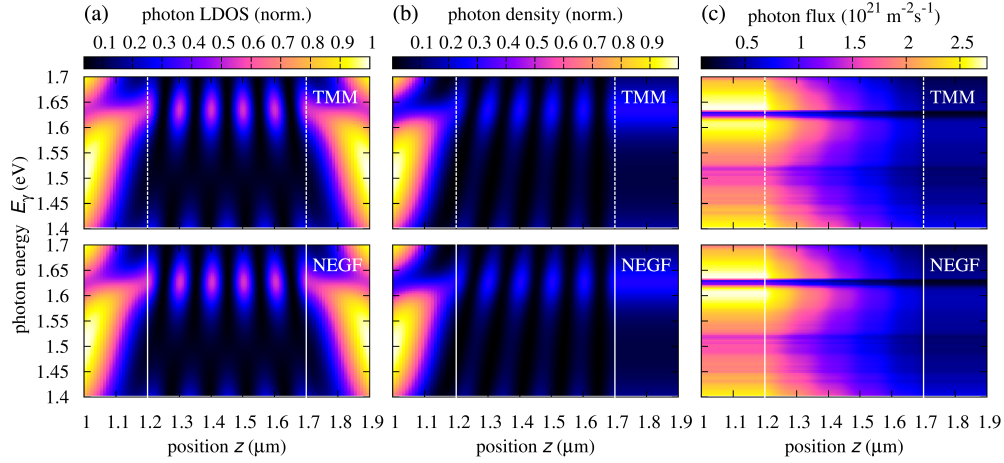 (a) photon LDOS (norm.)
0.1 0.2 0.3 0.4 0.5 0.6 0.7 0.8 0.9 1
(b) photon density (norm.)
0.1 0.2 0.3 0.4 0.5 0.6 0.7 0.8 0.9
(c) photon flux (10^21 m^-2 s^-1)
0.5 1 1.5 2 2.5
photon energy E_γ (eV)
1.7
1.65
1.6
1.55
1.5
1.45
1.4
TMM
TMM
TMM
1.7
1.65
1.6
1.55
1.5
1.45
1.4
NEGF
NEGF
NEGF
1 1.1 1.2 1.3 1.4 1.5 1.6 1.7 1.8 1.9
position z (μm)
1 1.1 1.2 1.3 1.4 1.5 1.6 1.7 1.8 1.9
position z (μm)
1 1.1 1.2 1.3 1.4 1.5 1.6 1.7 1.8 1.9
position z (μm)